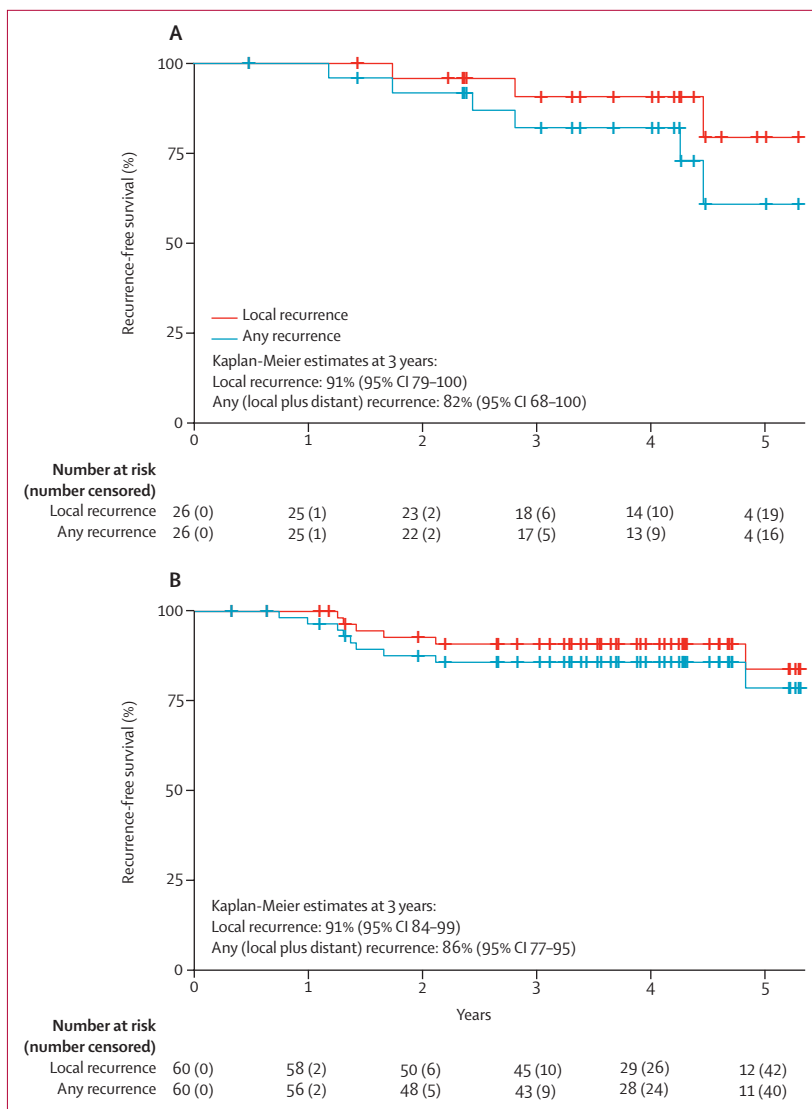 A
100
75
50
25
0
Recurrence-free survival (%)
Local recurrence
Any recurrence
Kaplan-Meier estimates at 3 years:
Local recurrence: 91% (95% CI 79–100)
Any (local plus distant) recurrence: 82% (95% CI 68–100)
0 1 2 3 4 5
Number at risk
(number censored)
Local recurrence 26 (0) 25 (1) 23 (2) 18 (6) 14 (10) 4 (19)
Any recurrence 26 (0) 25 (1) 22 (2) 17 (5) 13 (9) 4 (16)
B
100
75
50
25
0
Recurrence-free survival (%)
Kaplan-Meier estimates at 3 years:
Local recurrence: 91% (95% CI 84–99)
Any (local plus distant) recurrence: 86% (95% CI 77–95)
0 1 2 3 4 5
Years
Number at risk
(number censored)
Local recurrence 60 (0) 58 (2) 50 (6) 45 (10) 29 (26) 12 (42)
Any recurrence 60 (0) 56 (2) 48 (5) 43 (9) 28 (24) 11 (40)